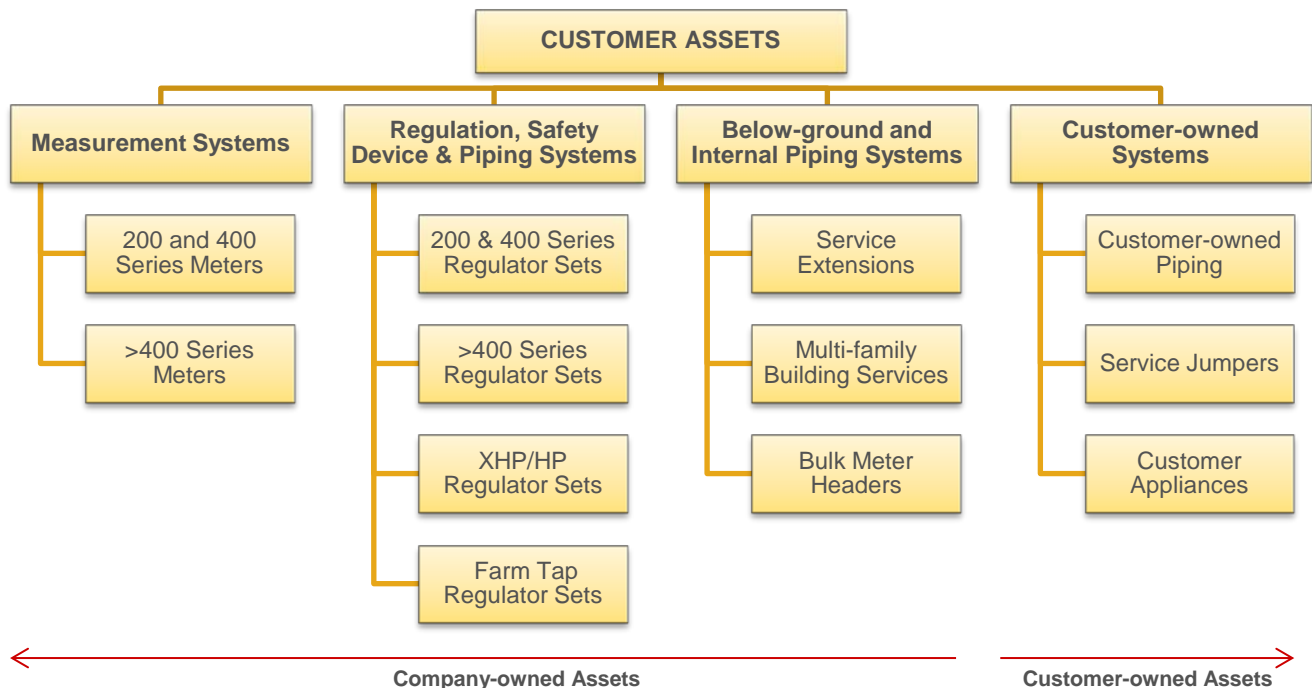 CUSTOMER ASSETS
Measurement Systems
200 and 400
Series Meters
>400 Series
Meters
Regulation, Safety
Device & Piping Systems
200 & 400 Series
Regulator Sets
>400 Series
Regulator Sets
XHP/HP
Regulator Sets
Farm Tap
Regulator Sets
Below-ground and
Internal Piping Systems
Service
Extensions
Multi-family
Building Services
Bulk Meter
Headers
Customer-owned
Systems
Customer-owned
Piping
Service Jumpers
Customer
Appliances
Company-owned Assets
Customer-owned Assets